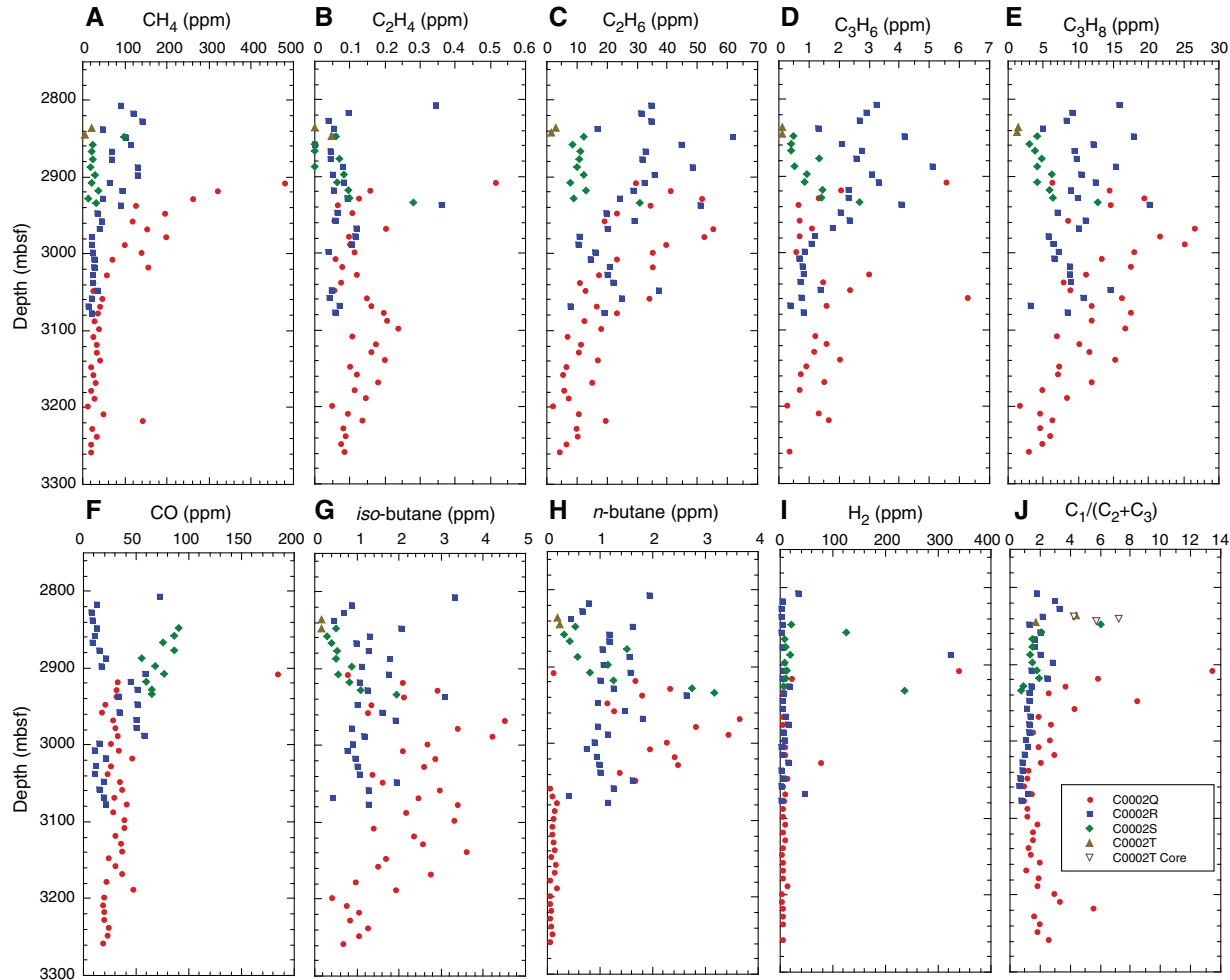 A CH4 (ppm)
0 100 200 300 400 500
B C2H4 (ppm)
0 0.1 0.2 0.3 0.4 0.5 0.6
C C2H6 (ppm)
0 10 20 30 40 50 60 70
D C3H6 (ppm)
0 1 2 3 4 5 6 7
E C3H8 (ppm)
0 5 10 15 20 25 30
Depth (mbsf)
2700
2800
2900
3000
3100
3200
3300
F CO (ppm)
0 50 100 150 200
G iso-butane (ppm)
0 1 2 3 4 5
H n-butane (ppm)
0 1 2 3 4
I H2 (ppm)
0 100 200 300 400
J C1/(C2+C3)
0 2 4 6 8 10 12 14
Depth (mbsf)
2700
2800
2900
3000
3100
3200
3300
C0002Q
C0002R
C0002S
C0002T
C0002T Core